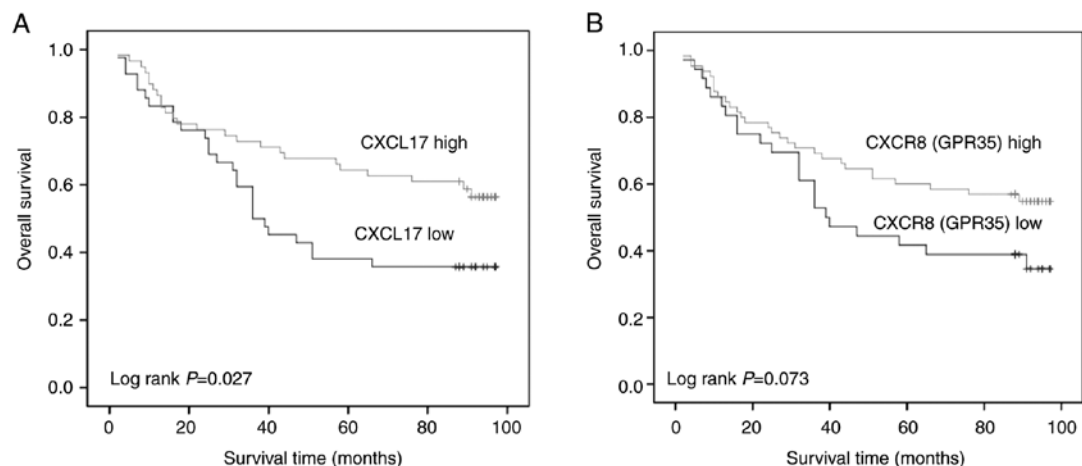 A
Overall survival
1.0
0.8
0.6
0.4
0.2
0.0
CXCL17 high
CXCL17 low
Log rank P=0.027
0 20 40 60 80 100
Survival time (months)
B
Overall survival
1.0
0.8
0.6
0.4
0.2
0.0
CXCR8 (GPR35) high
CXCR8 (GPR35) low
Log rank P=0.073
0 20 40 60 80 100
Survival time (months)